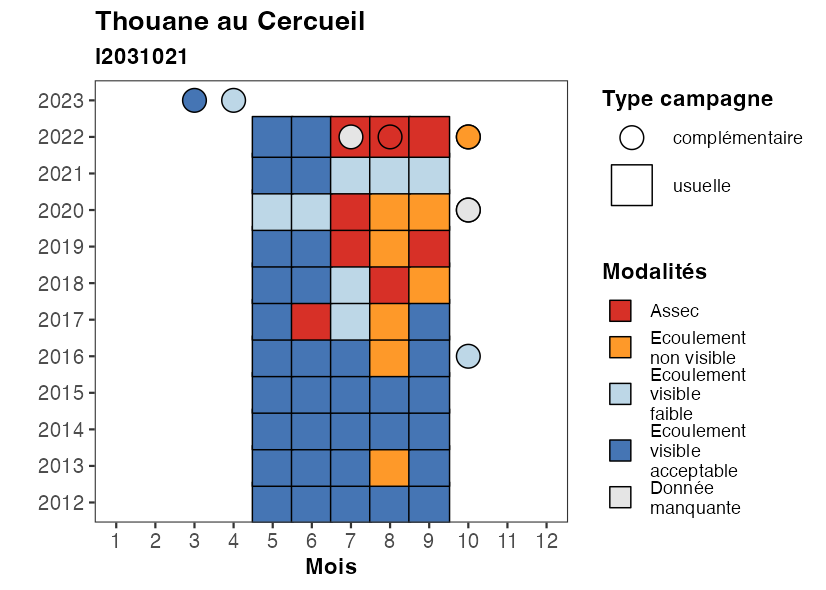 Thouane au Cercueil
I2031021
2023
2022
2021
2020
2019
2018
2017
2016
2015
2014
2013
2012
1 2 3 4 5 6 7 8 9 10 11 12
Mois
Type campagne
complémentaire
usuelle
Modalités
Assec
Ecoulement
non visible
Ecoulement
visible
faible
Ecoulement
visible
acceptable
Donnée
manquante